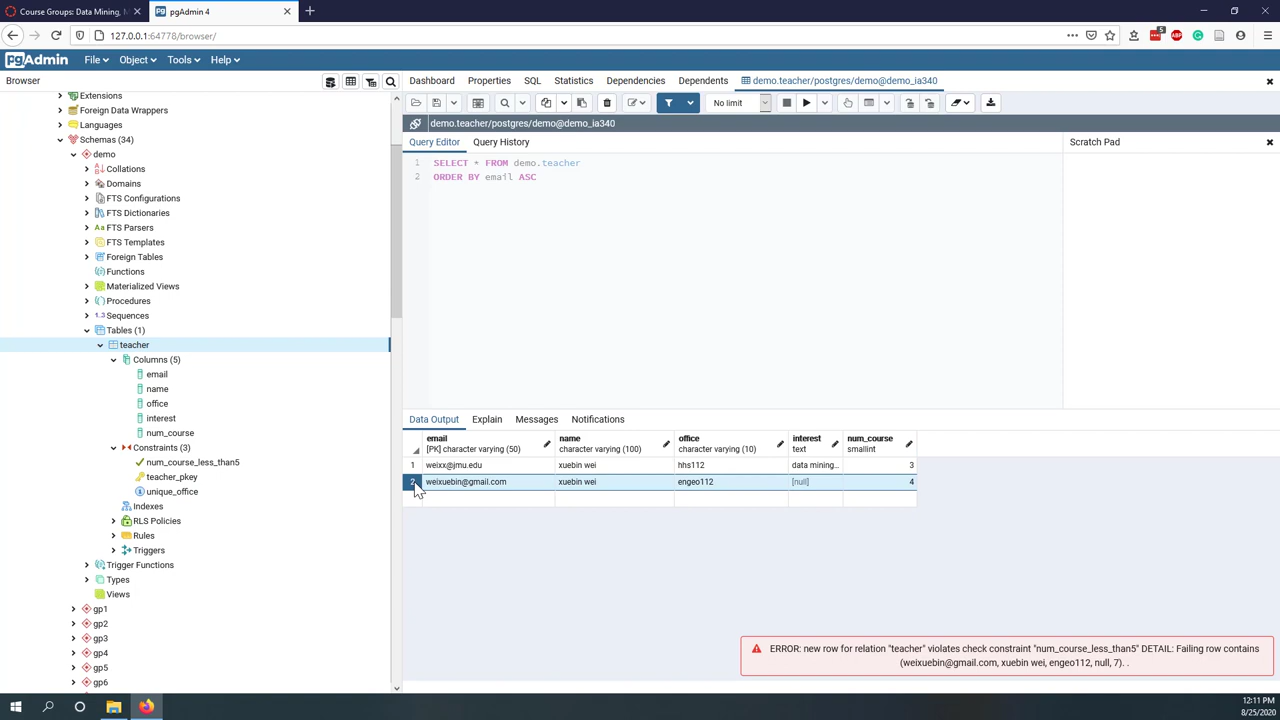 Course Groups: Data Mining, M
pgAdmin 4
127.0.0.1:64778/browser/
pgAdmin
File
Object
Tools
Help
Browser
Dashboard
Properties
SQL
Statistics
Dependencies
Dependents
demo.teacher/postgres/demo@demo_ia340
No limit
demo.teacher/postgres/demo@demo_ia340
Query Editor
Query History
Scratch Pad
1 SELECT * FROM demo.teacher
2 ORDER BY email ASC
Extensions
Foreign Data Wrappers
Languages
Schemas (34)
demo
Collations
Domains
FTS Configurations
FTS Dictionaries
FTS Parsers
FTS Templates
Foreign Tables
Functions
Materialized Views
Procedures
1.3 Sequences
Tables (1)
teacher
Columns (5)
email
name
office
interest
num_course
Constraints (3)
num_course_less_than5
teacher_pkey
unique_office
Indexes
RLS Policies
Rules
Triggers
Trigger Functions
Types
Views
gp1
gp2
gp3
gp4
gp5
gp6
Data Output
Explain
Messages
Notifications
email name office interest num_course
[PK] character varying (50) character varying (100) character varying (10) text smallint
1 weixx@jmu.edu xuebin wei hhs112 data mining... 3
2 weixuebin@gmail.com xuebin wei engeo112 [null] 4
ERROR: new row for relation "teacher" violates check constraint "num_course_less_than5" DETAIL: Failing row contains
(weixuebin@gmail.com, xuebin wei, engeo112, null, 7). .
12:11 PM
8/25/2020